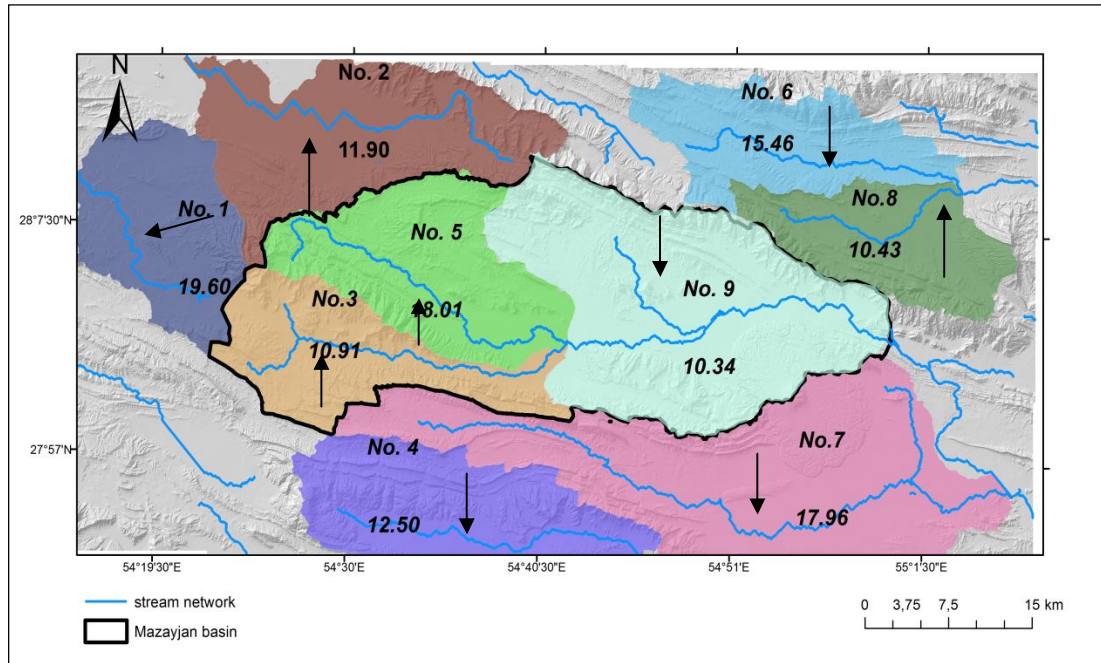 N
No. 2
No. 6
11.90
15.46
No. 1
No.8
28°7'30"N
No. 5
10.43
19.60
No.3
No. 9
10.91
10.34
No.7
No. 4
27°57'N
12.50
17.96
54°19'30"E
54°30'E
54°40'30"E
54°51'E
55°1'30"E
stream network
Mazayjan basin
0 3,75 7,5 15 km